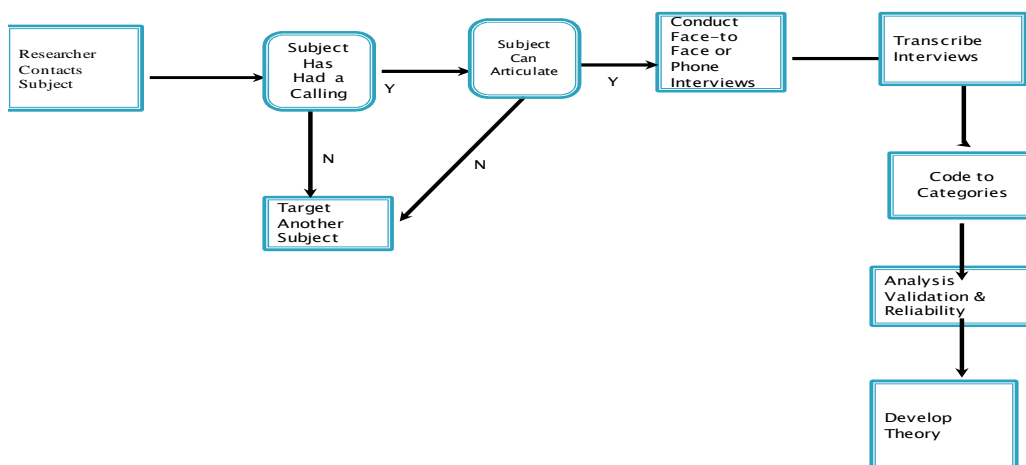 Researcher
Contacts
Subject
Subject
Has
Had a
Calling
Y
N
Target
Another
Subject
Subject
Can
Articulate
Y
N
Conduct
Face-to
Face or
Phone
Interviews
Transcribe
Interviews
Code to
Categories
Analysis
Validation &
Reliability
Develop
Theory